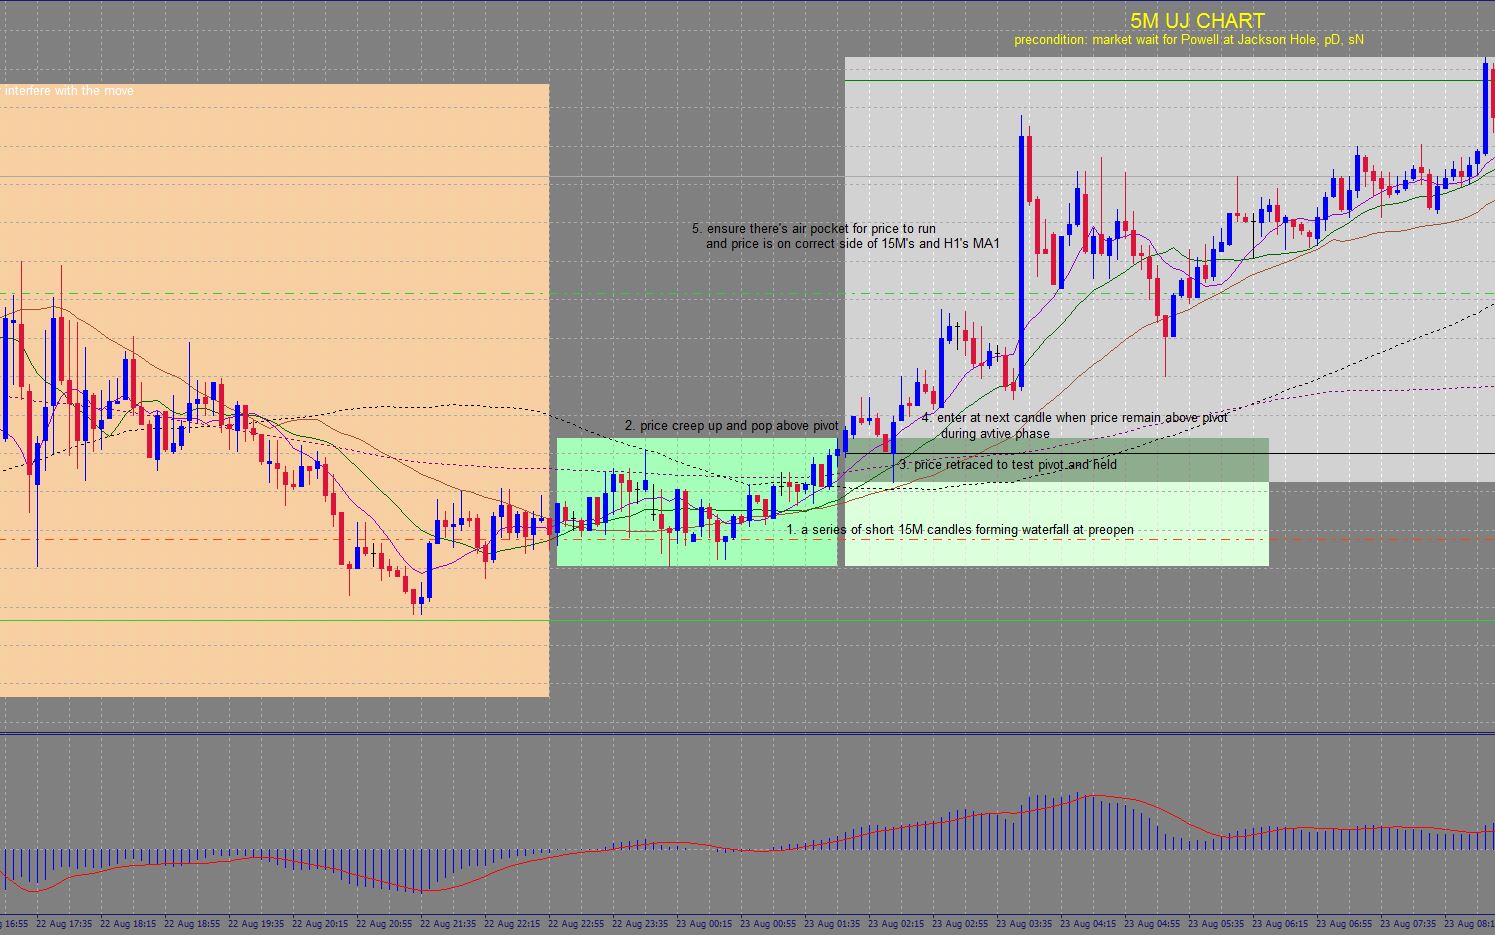 5M UJ CHART
precondition: market wait for Powell at Jackson Hole, pD, sN
interfere with the move
5. ensure there's air pocket for price to run
and price is on correct side of 15M's and H1's MA1
2. price creep up and pop above pivot
4. enter at next candle when price remain above pivot
during avtive phase
3. price retraced to test pivot and held
1. a series of short 15M candles forming waterfall at preopen
16:55 22 Aug 17:35 22 Aug 18:15 22 Aug 18:55 22 Aug 19:35 22 Aug 20:15 22 Aug 20:55 22 Aug 21:35 22 Aug 22:15 22 Aug 22:55 22 Aug 23:35 23 Aug 00:15 23 Aug 00:55 23 Aug 01:35 23 Aug 02:15 23 Aug 02:55 23 Aug 03:35 23 Aug 04:15 23 Aug 04:55 23 Aug 05:35 23 Aug 06:15 23 Aug 06:55 23 Aug 07:35 23 Aug